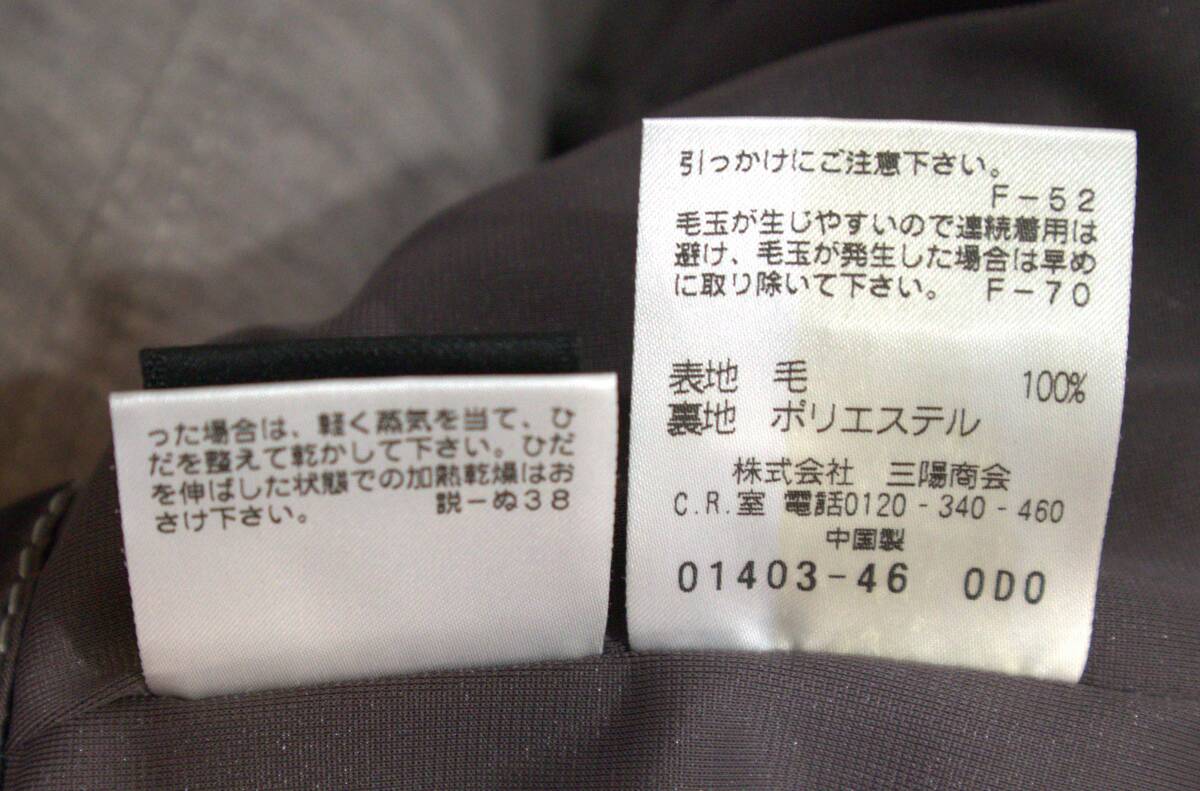 った場合は、軽く蒸気を当て、ひ
だを整えて乾かして下さい。ひだ
を伸ばした状態での加熱乾燥はお
さけ下さい。 説−ぬ38
引っかけにご注意下さい。
F−52
毛玉が生じやすいので連続着用は
避け、毛玉が発生した場合は早め
に取り除いて下さい。 F−70
表地 毛 100%
裏地 ポリエステル
株式会社 三陽商会
C.R.室 電話0120-340-460
中国製
01403-46 0D0